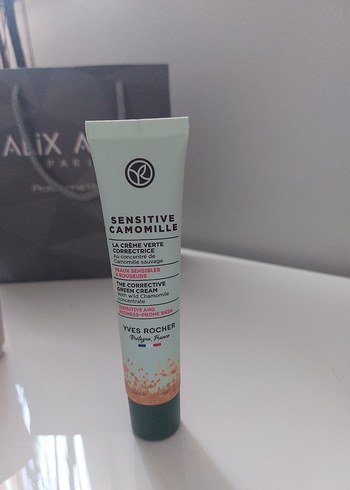 ALiX A
PARIS
SENSITIVE
CAMOMILLE
LA CRÈME VERTE
CORRECTRICE
Au concentré de
Camomille sauvage
PEAUX SENSIBLES
À ROUGEURS
THE CORRECTIVE
GREEN CREAM
With wild Chamomile
concentrate
SENSITIVE AND
REDNESS-PRONE SKIN
YVES ROCHER
Bretagne, France